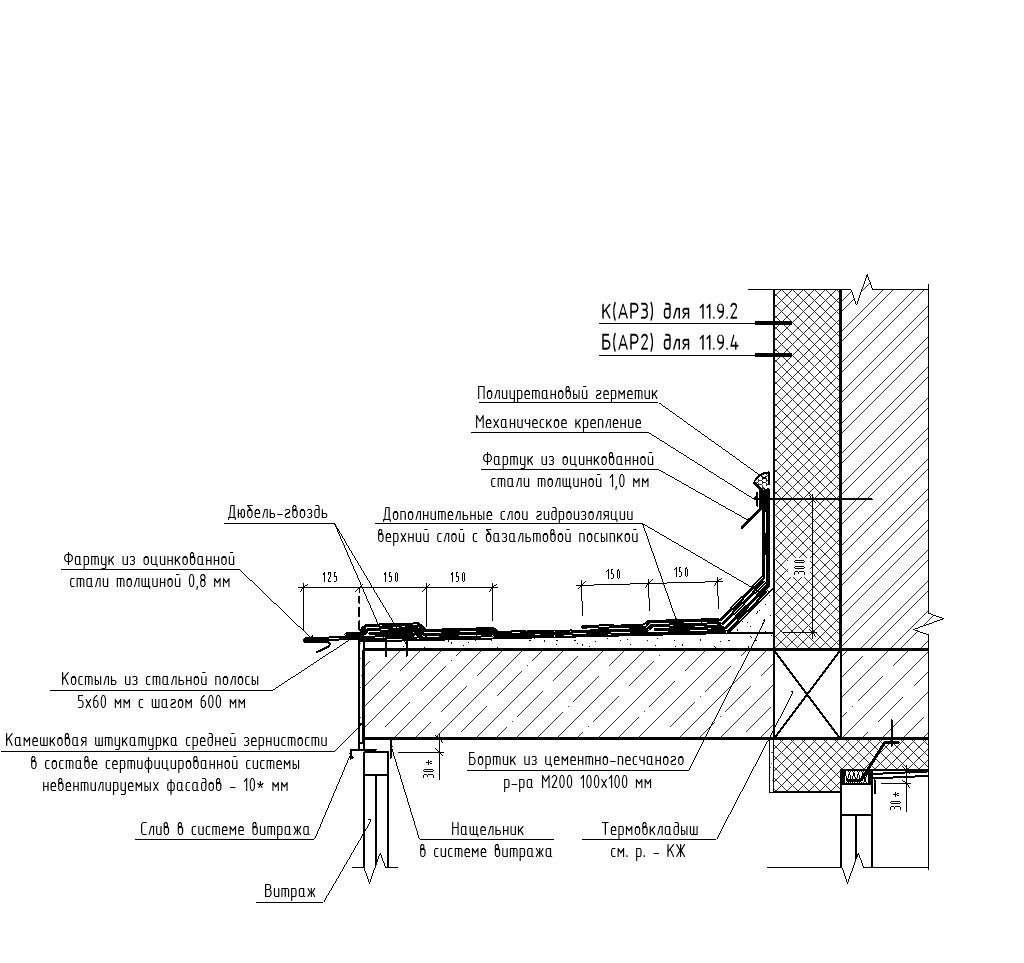 К(АР3) для 11.9.2
Б(АР2) для 11.9.4
Полиуретановый герметик
Механическое крепление
Фартук из оцинкованной
стали толщиной 1,0 мм
Дюбель-гвоздь
Дополнительные слои гидроизоляции
верхний слой с базальтовой посыпкой
Фартук из оцинкованной
стали толщиной 0,8 мм
125
150
150
150
150
300
Костыль из стальной полосы
5х60 мм с шагом 600 мм
Камешковая штукатурка средней зернистости
в составе сертифицированной системы
невентилируемых фасадов - 10* мм
30*
Бортик из цементно-песчаного
р-ра М200 100х100 мм
30*
Слив в системе витража
Нащельник
в системе витража
Термовкладыш
см. р. - КЖ
Витраж